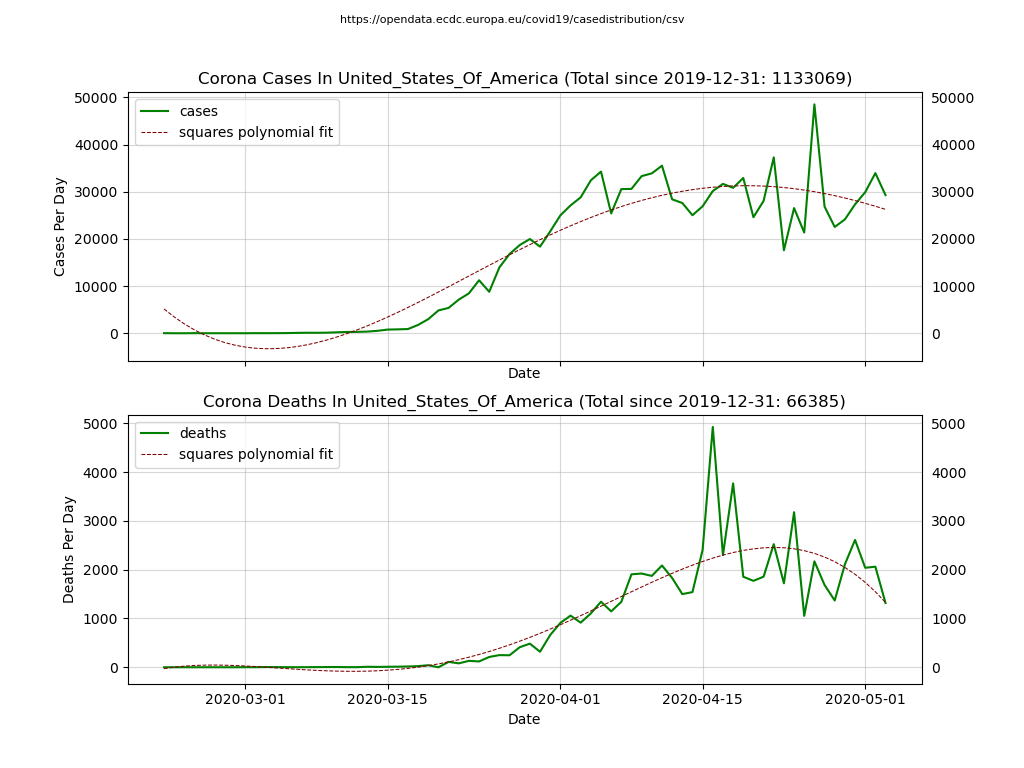 https://opendata.ecdc.europa.eu/covid19/casedistribution/csv
Corona Cases In United_States_Of_America (Total since 2019-12-31: 1133069)
cases
squares polynomial fit
Cases Per Day
50000
40000
30000
20000
10000
0
50000
40000
30000
20000
10000
0
Date
Corona Deaths In United_States_Of_America (Total since 2019-12-31: 66385)
deaths
squares polynomial fit
Deaths Per Day
5000
4000
3000
2000
1000
0
5000
4000
3000
2000
1000
0
2020-03-01 2020-03-15 2020-04-01 2020-04-15 2020-05-01
Date